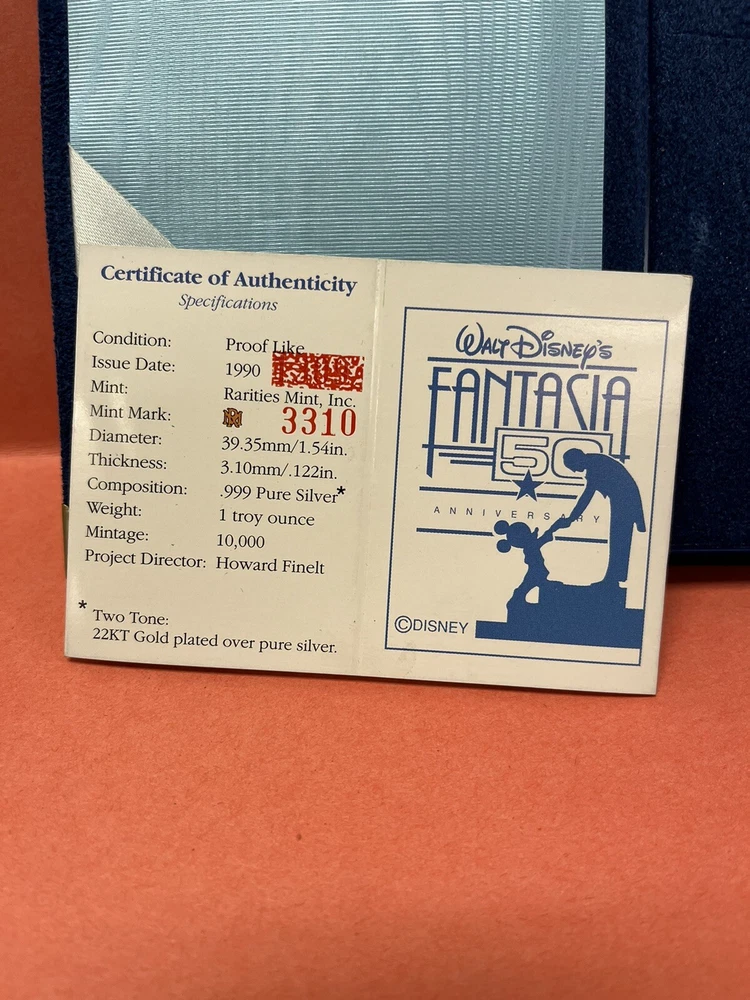 Certificate of Authenticity
Specifications
Condition: Proof Like
Issue Date: 1990
Mint: Rarities Mint, Inc.
Mint Mark: RM 3310
Diameter: 39.35mm/1.54in.
Thickness: 3.10mm/.122in.
Composition: .999 Pure Silver*
Weight: 1 troy ounce
Mintage: 10,000
Project Director: Howard Finelt
* Two Tone:
22KT Gold plated over pure silver.
WALT DISNEY'S
FANTASIA
50
ANNIVERSARY
©DISNEY